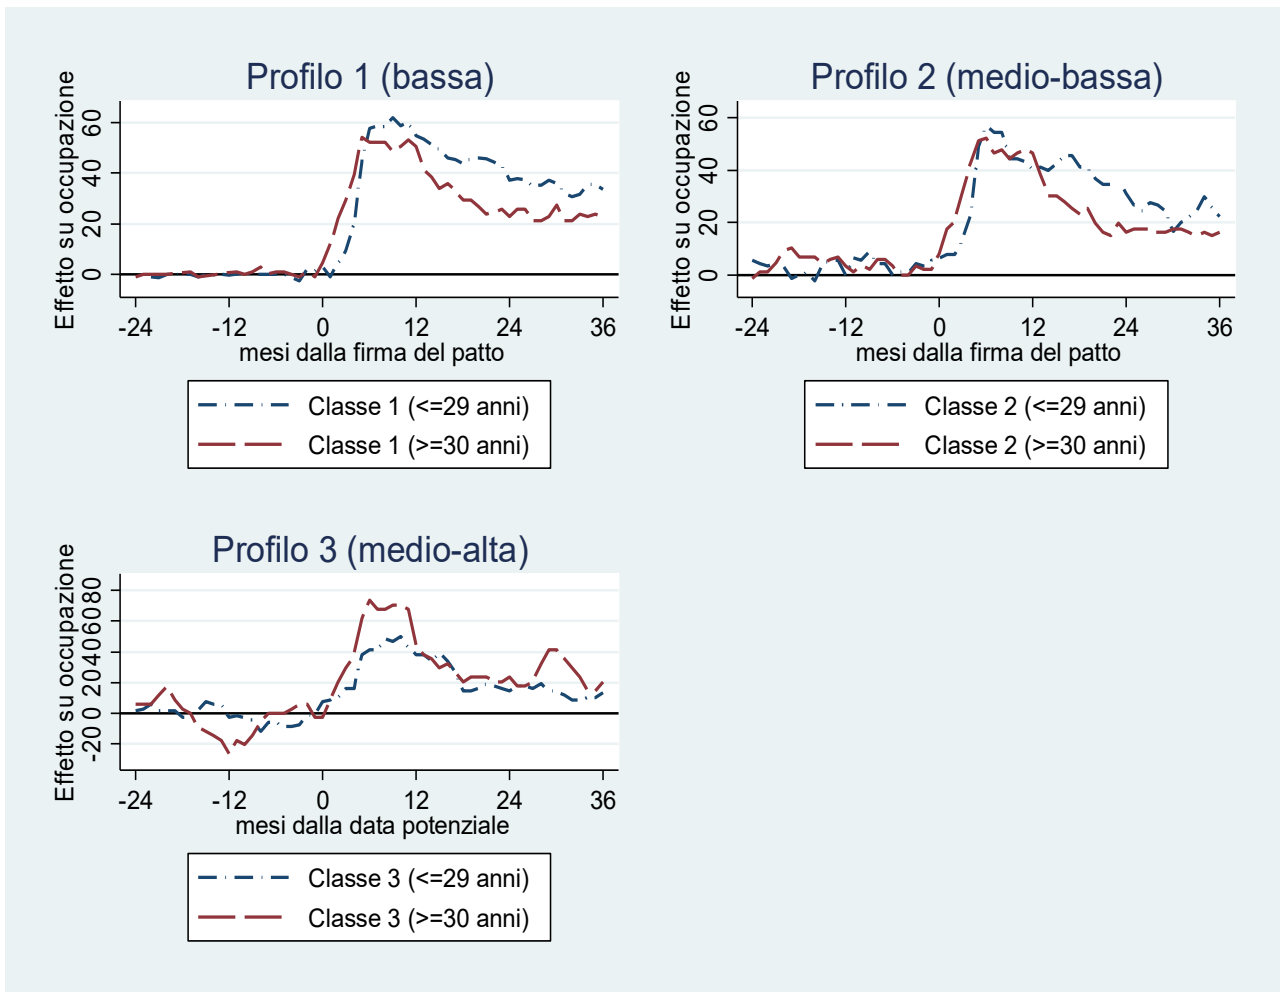 Profilo 1 (bassa)
Effetto su occupazione
60
40
20
0
-24 -12 0 12 24 36
mesi dalla firma del patto
Classe 1 (<=29 anni)
Classe 1 (>=30 anni)
Profilo 2 (medio-bassa)
Effetto su occupazione
60
40
20
0
-24 -12 0 12 24 36
mesi dalla firma del patto
Classe 2 (<=29 anni)
Classe 2 (>=30 anni)
Profilo 3 (medio-alta)
Effetto su occupazione
80
60
40
20
0
-20
-24 -12 0 12 24 36
mesi dalla data potenziale
Classe 3 (<=29 anni)
Classe 3 (>=30 anni)